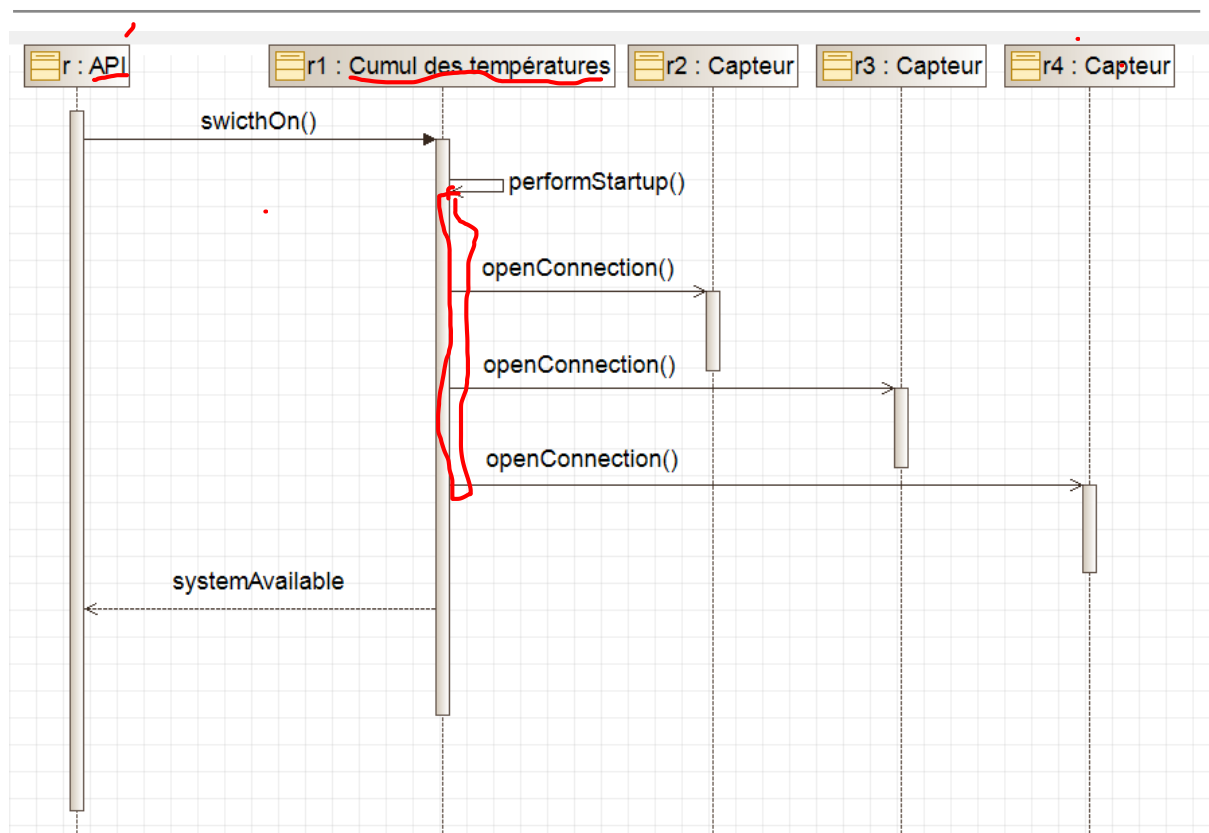 r : API
r1 : Cumul des températures
r2 : Capteur
r3 : Capteur
r4 : Capteur
swicthOn()
performStartup()
openConnection()
openConnection()
openConnection()
systemAvailable